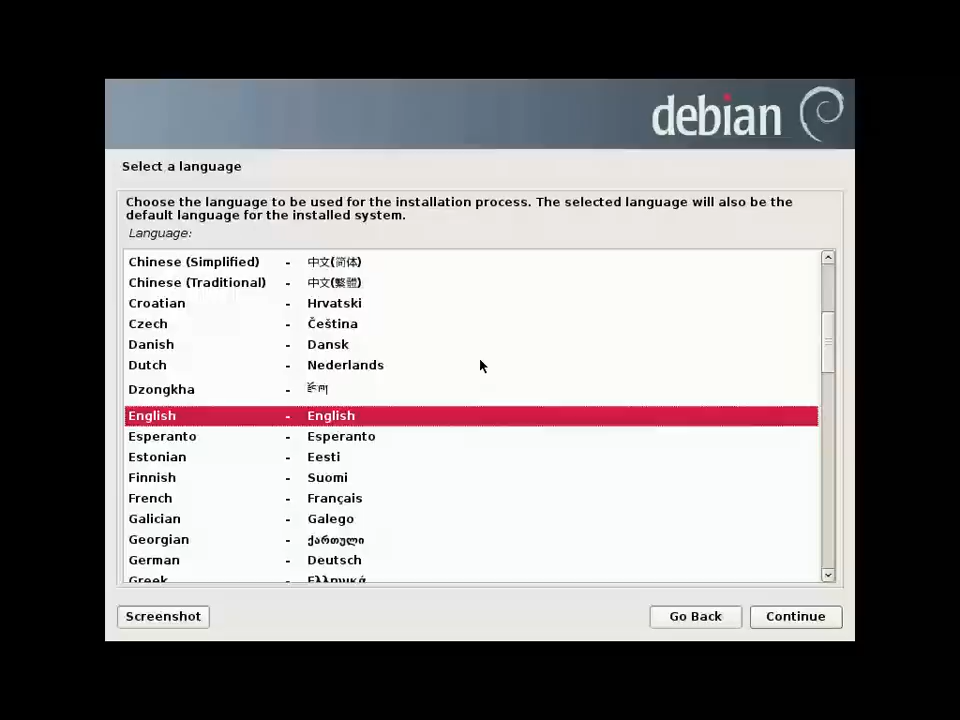 debian
Select a language
Choose the language to be used for the installation process. The selected language will also be the
default language for the installed system.
Language:
Chinese (Simplified) - 中文(简体)
Chinese (Traditional) - 中文(繁體)
Croatian - Hrvatski
Czech - Čeština
Danish - Dansk
Dutch - Nederlands
Dzongkha - རྫོང་ཁ།
English - English
Esperanto - Esperanto
Estonian - Eesti
Finnish - Suomi
French - Français
Galician - Galego
Georgian - ქართული
German - Deutsch
Greek - Ελληνικά
Screenshot Go Back Continue